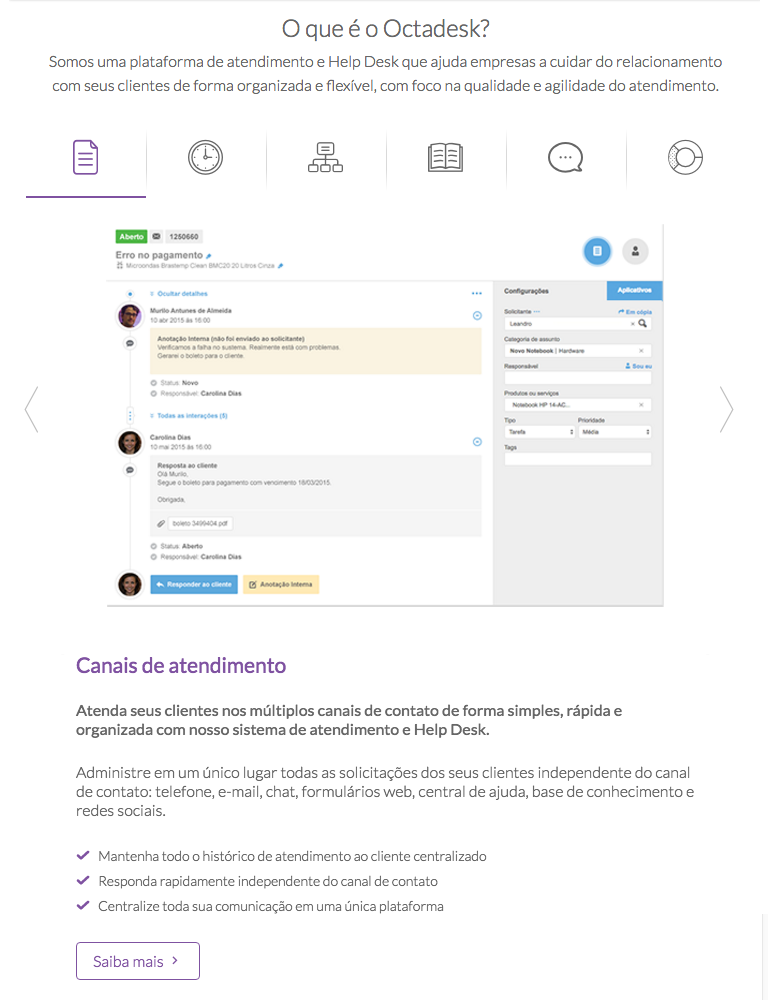 O que é o Octadesk?
Somos uma plataforma de atendimento e Help Desk que ajuda empresas a cuidar do relacionamento
com seus clientes de forma organizada e flexível, com foco na qualidade e agilidade do atendimento.
Aberto 1250660
Erro no pagamento
Microondas Brastemp Clean BMC20 20 Litros Cinza
Ocultar detalhes
Murilo Antunes de Almeida
10 abr 2015 às 16:00
Anotação Interna (não foi enviado ao solicitante)
Verificamos a falha no sustema. Realmente está com problemas.
Gerarei o boleto para o cliente.
Status: Novo
Responsável: Carolina Dias
Todas as interações (5)
Carolina Dias
10 mai 2015 às 16:00
Resposta ao cliente
Olá Murilo,
Segue o boleto para pagamento com vencimento 18/03/2015.
Obrigada,
boleto 3499404.pdf
Status: Aberto
Responsável: Carolina Dias
Responder ao cliente Anotação Interna
Configurações Aplicativos
Solicitante Em cópia
Leandro ×
Categoria de assunto
Novo Notebook | Hardware ×
Responsável Sou eu
Produtos ou serviços
Notebook HP 14-AC... ×
Tipo Prioridade
Tarefa Média
Tags
Canais de atendimento
Atenda seus clientes nos múltiplos canais de contato de forma simples, rápida e
organizada com nosso sistema de atendimento e Help Desk.
Administre em um único lugar todas as solicitações dos seus clientes independente do canal
de contato: telefone, e-mail, chat, formulários web, central de ajuda, base de conhecimento e
redes sociais.
Mantenha todo o histórico de atendimento ao cliente centralizado
Responda rapidamente independente do canal de contato
Centralize toda sua comunicação em uma única plataforma
Saiba mais >